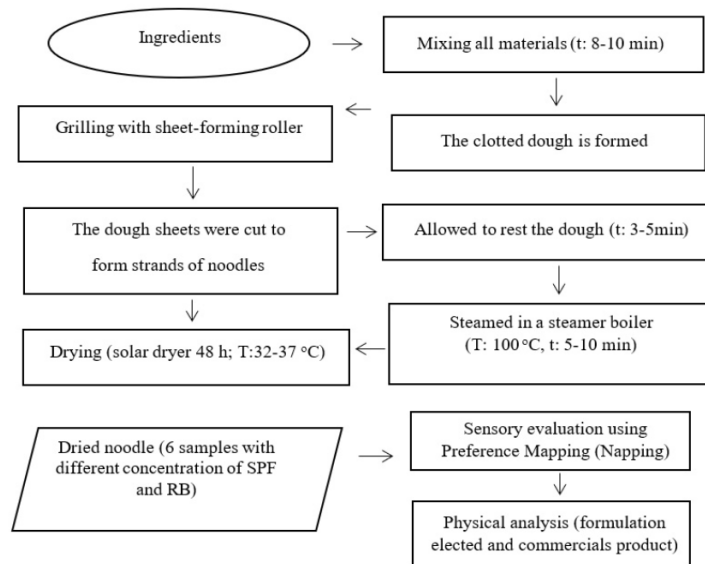 Ingredients
Mixing all materials (t: 8-10 min)
The clotted dough is formed
Grilling with sheet-forming roller
The dough sheets were cut to
form strands of noodles
Allowed to rest the dough (t: 3-5min)
Steamed in a steamer boiler
(T: 100 °C, t: 5-10 min)
Drying (solar dryer 48 h; T:32-37 °C)
Dried noodle (6 samples with
different concentration of SPF
and RB)
Sensory evaluation using
Preference Mapping (Napping)
Physical analysis (formulation
elected and commercials product)